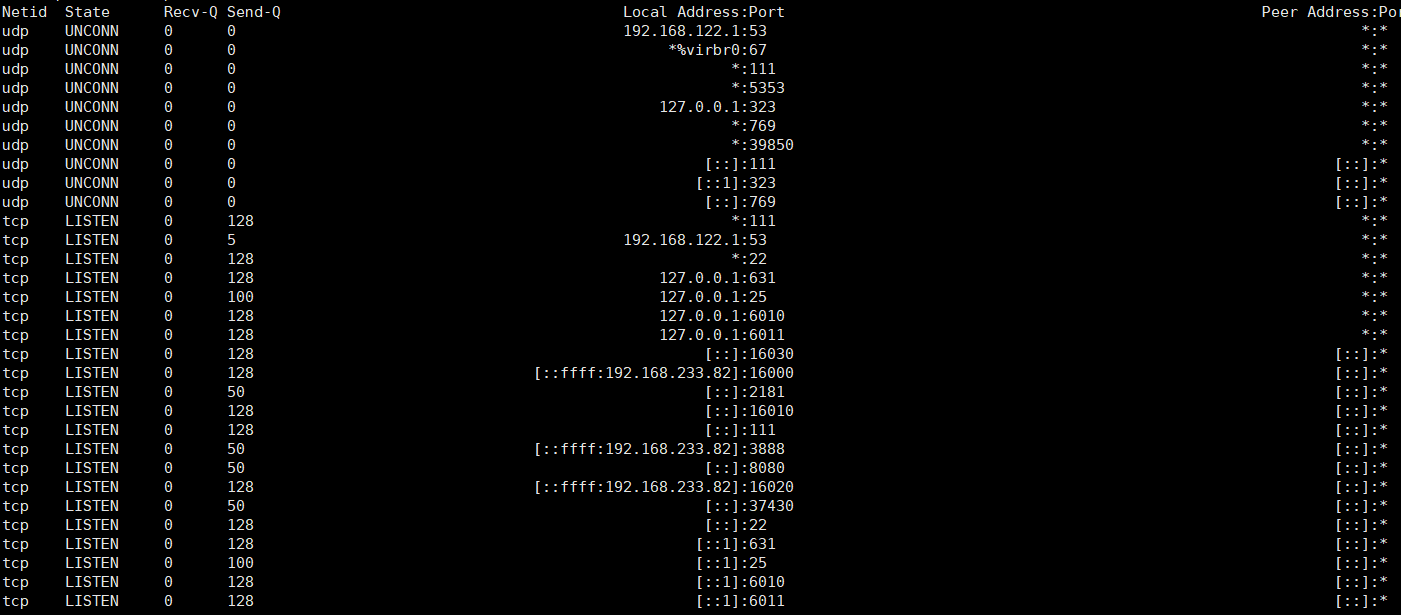 Netid State Recv-Q Send-Q Local Address:Port Peer Address:Por
udp UNCONN 0 0 192.168.122.1:53 *:*
udp UNCONN 0 0 *%virbr0:67 *:*
udp UNCONN 0 0 *:111 *:*
udp UNCONN 0 0 *:5353 *:*
udp UNCONN 0 0 127.0.0.1:323 *:*
udp UNCONN 0 0 *:769 *:*
udp UNCONN 0 0 *:39850 *:*
udp UNCONN 0 0 [::]:111 [::]:*
udp UNCONN 0 0 [::1]:323 [::]:*
udp UNCONN 0 0 [::]:769 [::]:*
tcp LISTEN 0 128 *:111 *:*
tcp LISTEN 0 5 192.168.122.1:53 *:*
tcp LISTEN 0 128 *:22 *:*
tcp LISTEN 0 128 127.0.0.1:631 *:*
tcp LISTEN 0 100 127.0.0.1:25 *:*
tcp LISTEN 0 128 127.0.0.1:6010 *:*
tcp LISTEN 0 128 127.0.0.1:6011 *:*
tcp LISTEN 0 128 [::]:16030 [::]:*
tcp LISTEN 0 128 [::ffff:192.168.233.82]:16000 [::]:*
tcp LISTEN 0 50 [::]:2181 [::]:*
tcp LISTEN 0 128 [::]:16010 [::]:*
tcp LISTEN 0 128 [::]:111 [::]:*
tcp LISTEN 0 50 [::ffff:192.168.233.82]:3888 [::]:*
tcp LISTEN 0 50 [::]:8080 [::]:*
tcp LISTEN 0 128 [::ffff:192.168.233.82]:16020 [::]:*
tcp LISTEN 0 50 [::]:37430 [::]:*
tcp LISTEN 0 128 [::]:22 [::]:*
tcp LISTEN 0 128 [::1]:631 [::]:*
tcp LISTEN 0 100 [::1]:25 [::]:*
tcp LISTEN 0 128 [::1]:6010 [::]:*
tcp LISTEN 0 128 [::1]:6011 [::]:*